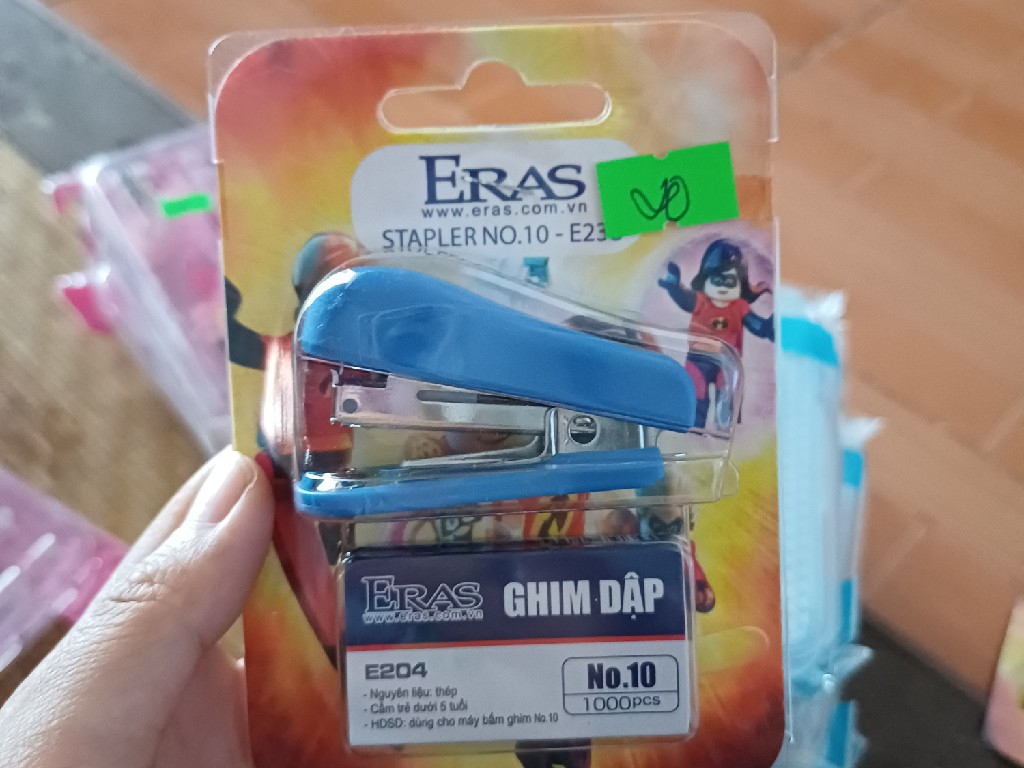 ERAS
www.eras.com.vn
STAPLER NO.10 - E23
ERAS
www.eras.com.vn
GHIM DẬP
E204
- Nguyên liệu: thép
- Cấm trẻ dưới 5 tuổi
- HDSD: dùng cho máy bấm ghim No.10
No.10
1000pcs